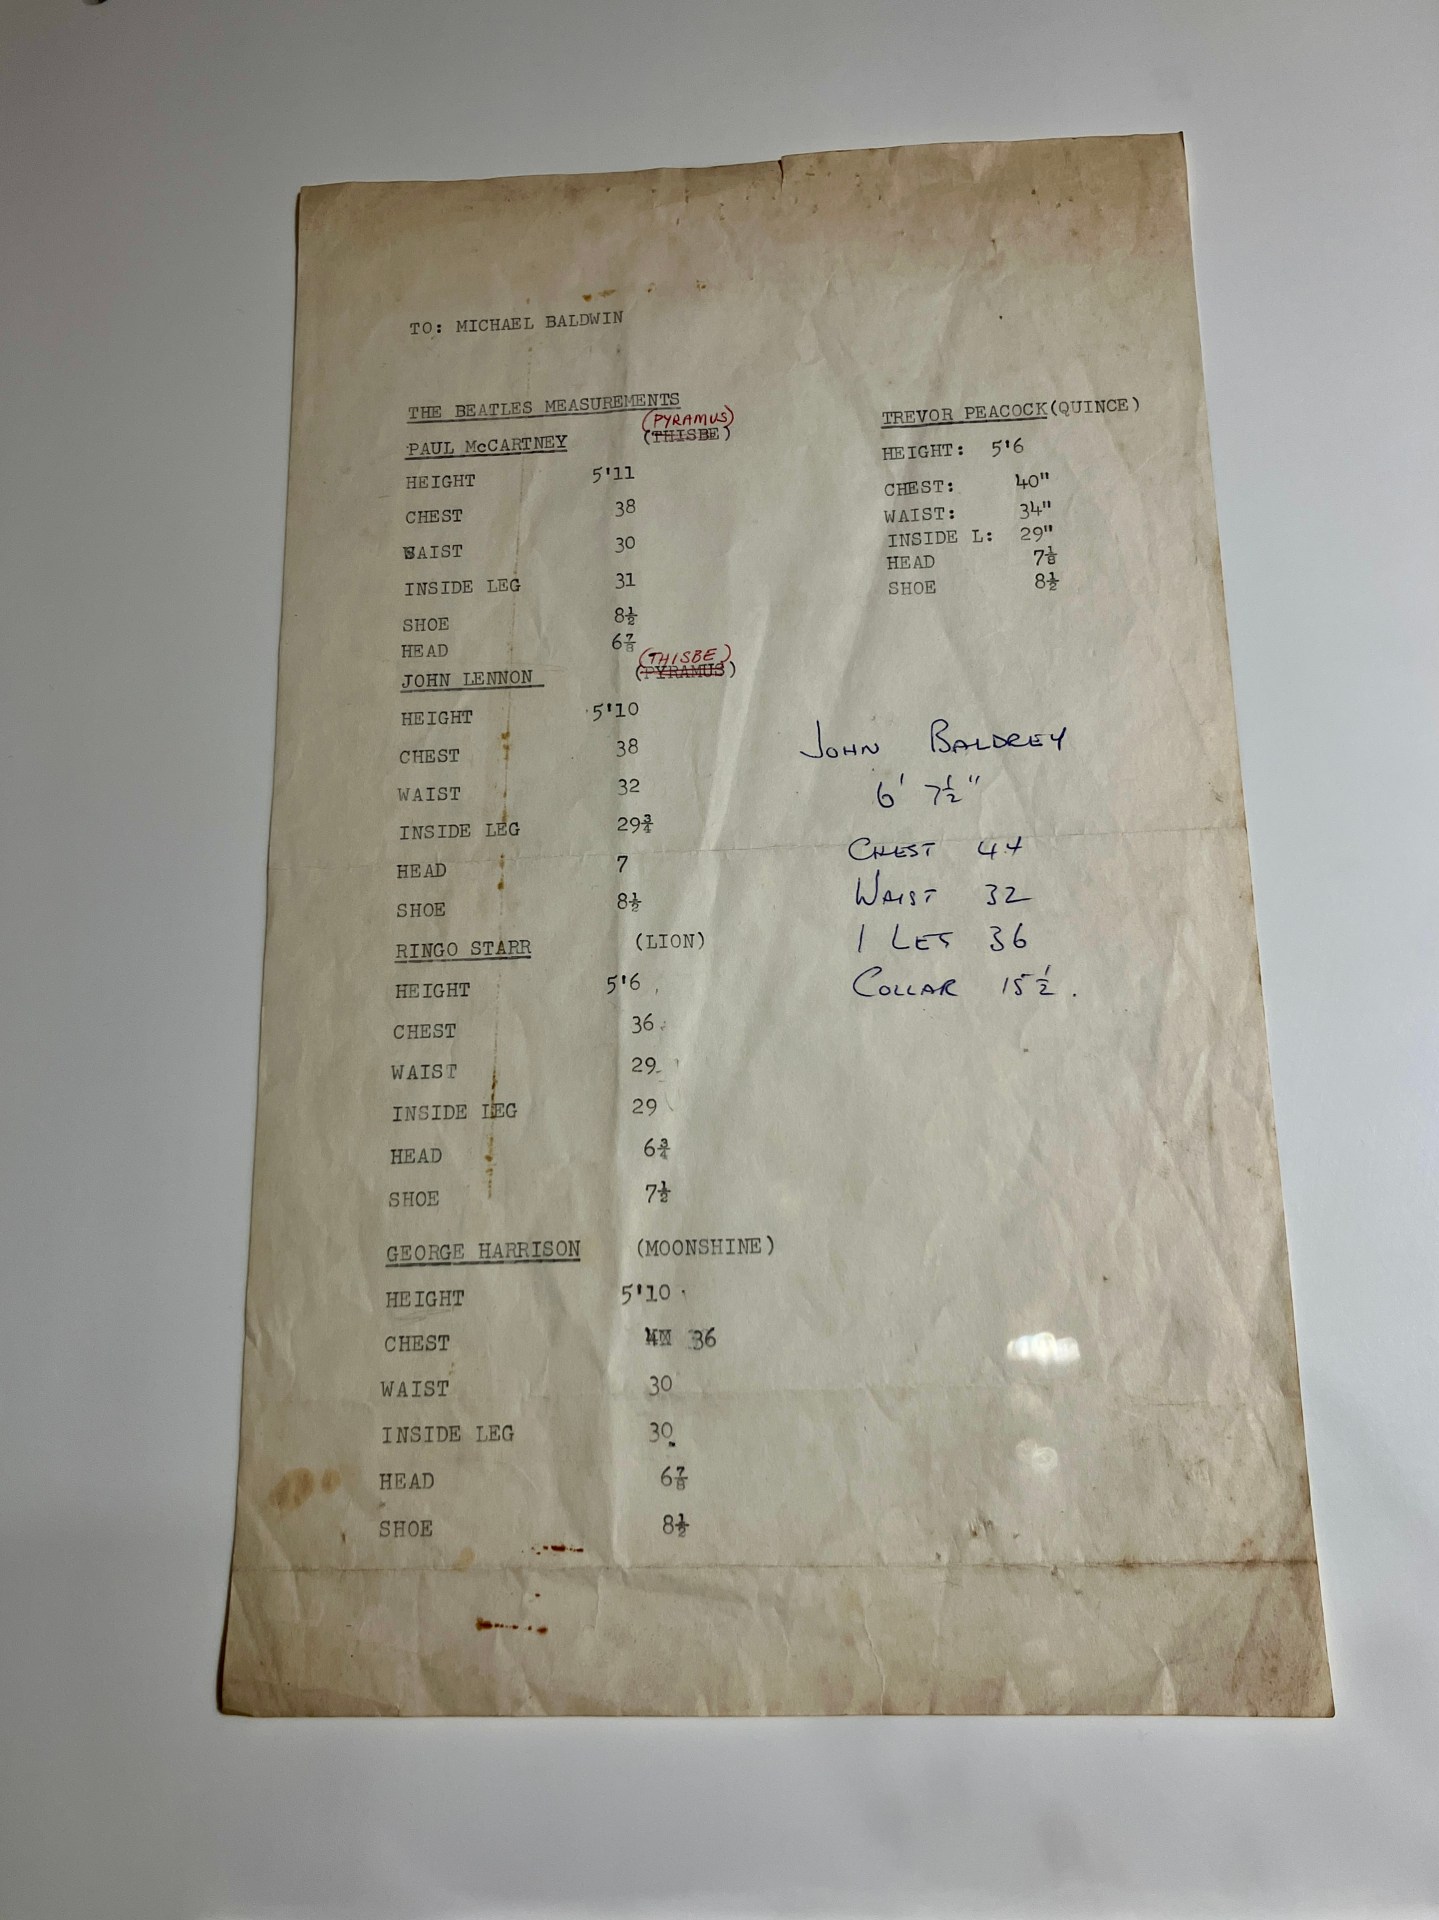 TO: MICHAEL BALDWIN
THE BEATLES MEASUREMENTS
(PYRAMUS)
PAUL McCARTNEY (THISBE)
HEIGHT 5'11
CHEST 38
WAIST 30
INSIDE LEG 31
SHOE 8½
HEAD 6⅞
(THISBE)
JOHN LENNON (PYRAMUS)
HEIGHT 5'10
CHEST 38
WAIST 32
INSIDE LEG 29¾
HEAD 7
SHOE 8½
RINGO STARR (LION)
HEIGHT 5'6
CHEST 36
WAIST 29
INSIDE LEG 29
HEAD 6¾
SHOE 7½
GEORGE HARRISON (MOONSHINE)
HEIGHT 5'10
CHEST 36
WAIST 30
INSIDE LEG 30
HEAD 6⅞
SHOE 8½
TREVOR PEACOCK (QUINCE)
HEIGHT: 5'6
CHEST: 40"
WAIST: 34"
INSIDE L: 29"
HEAD 7⅛
SHOE 8½
JOHN BALDREY
6' 7½"
CHEST 44
WAIST 32
I LEG 36
COLLAR 15½.